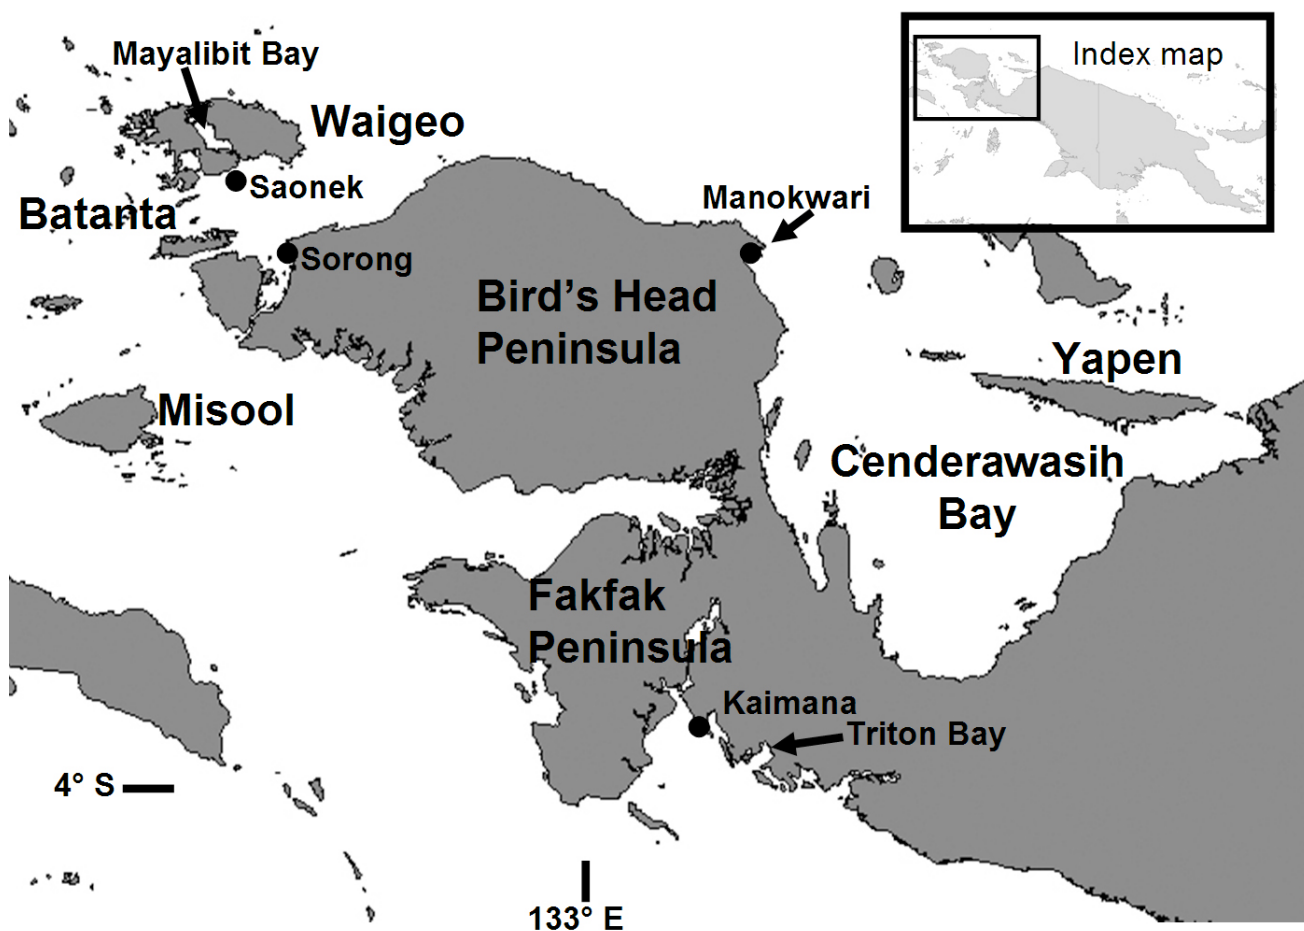 Mayalibit Bay
Index map
Waigeo
Saonek
Manokwari
Batanta
Sorong
Bird’s Head
Peninsula
Yapen
Misool
Cenderawasih
Bay
Fakfak
Peninsula
Kaimana
Triton Bay
4° S
133° E